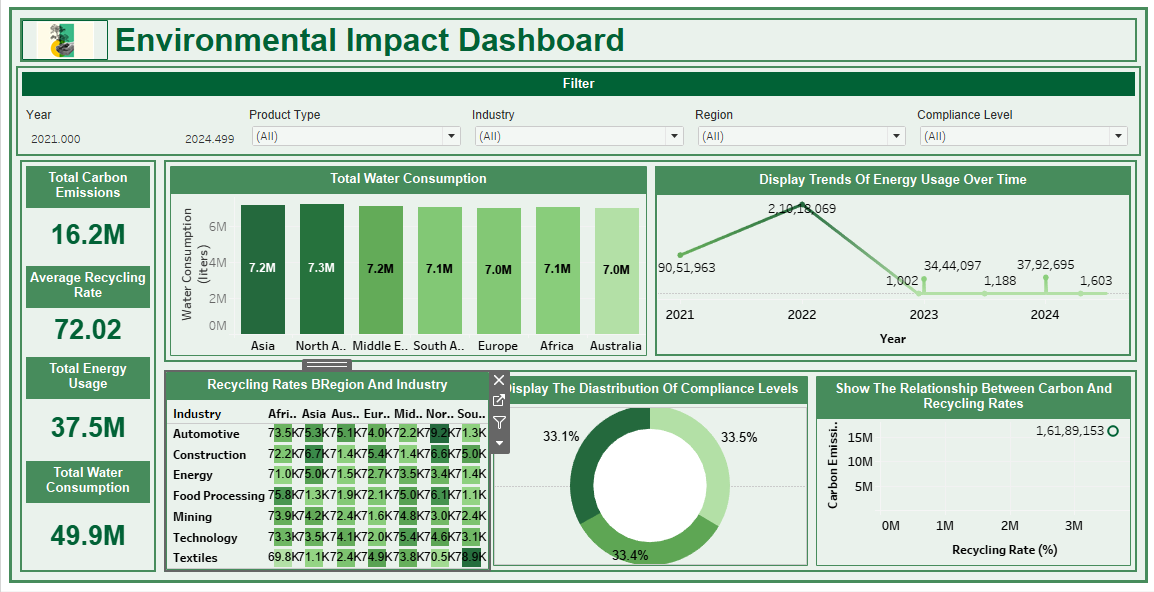 Environmental Impact Dashboard
Filter
Year
Product Type
Industry
Region
Compliance Level
2021.000
2024.499
(All)
(All)
(All)
(All)
Total Carbon
Emissions
16.2M
Average Recycling
Rate
72.02
Total Energy
Usage
37.5M
Total Water
Consumption
49.9M
Total Water Consumption
Water Consumption
(liters)
6M
4M
2M
0M
7.2M
7.3M
7.2M
7.1M
7.0M
7.1M
7.0M
Asia
North A..
Middle E..
South A..
Europe
Africa
Australia
Display Trends Of Energy Usage Over Time
90,51,963
2,10,18,069
1,002
34,44,097
1,188
37,92,695
1,603
2021
2022
2023
2024
Year
Recycling Rates BRegion And Industry
Industry Afri.. Asia Aus.. Eur.. Mid.. Nor.. Sou..
Automotive 73.5K 75.3K 75.1K 74.0K 72.2K 79.2K 71.3K
Construction 72.2K 76.7K 71.4K 75.4K 71.4K 76.6K 75.0K
Energy 71.0K 75.0K 71.5K 72.7K 73.5K 73.4K 71.4K
Food Processing 75.8K 71.3K 71.9K 72.1K 75.0K 76.1K 71.1K
Mining 73.9K 74.2K 72.4K 71.6K 74.8K 73.0K 72.4K
Technology 73.3K 73.5K 74.1K 72.0K 75.4K 74.6K 73.1K
Textiles 69.8K 71.1K 72.4K 74.9K 73.8K 70.5K 78.9K
Display The Diastribution Of Compliance Levels
33.1%
33.5%
33.4%
Show The Relationship Between Carbon And
Recycling Rates
Carbon Emissi..
15M
10M
5M
1,61,89,153
0M
1M
2M
3M
Recycling Rate (%)